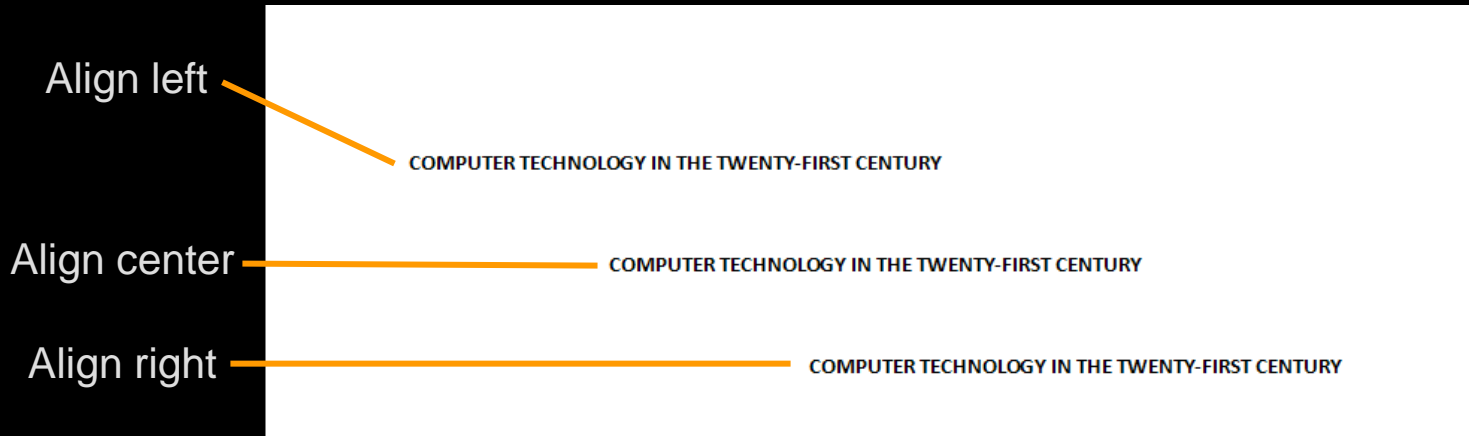 Align left
COMPUTER TECHNOLOGY IN THE TWENTY-FIRST CENTURY
Align center
COMPUTER TECHNOLOGY IN THE TWENTY-FIRST CENTURY
Align right
COMPUTER TECHNOLOGY IN THE TWENTY-FIRST CENTURY